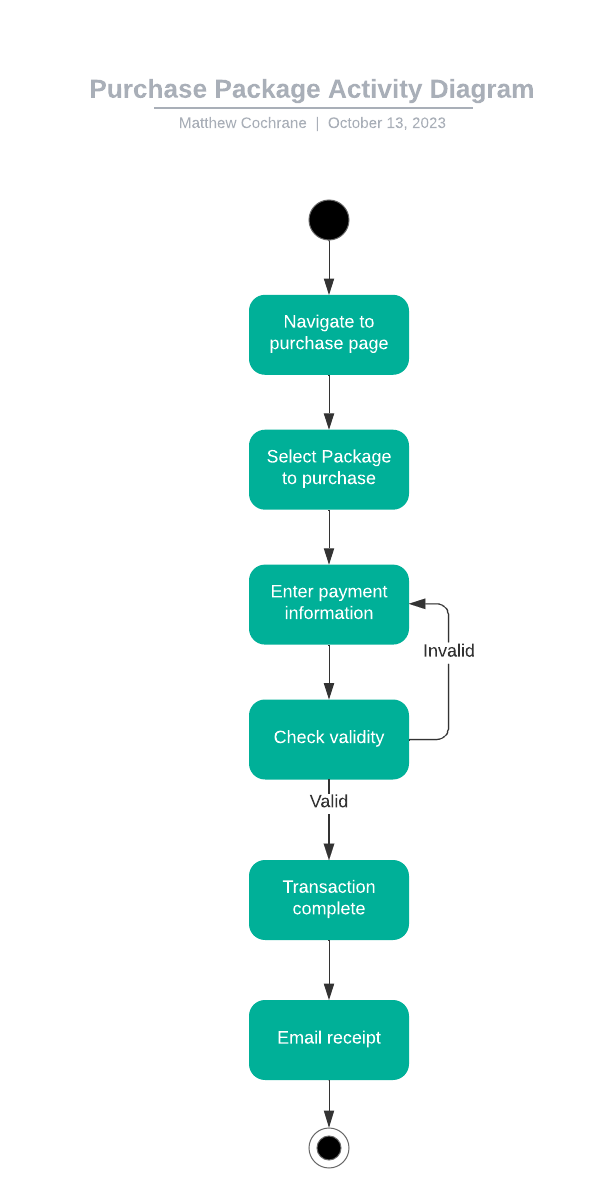 Purchase Package Activity Diagram
Matthew Cochrane | October 13, 2023
Navigate to
purchase page
Select Package
to purchase
Enter payment
information
Invalid
Check validity
Valid
Transaction
complete
Email receipt